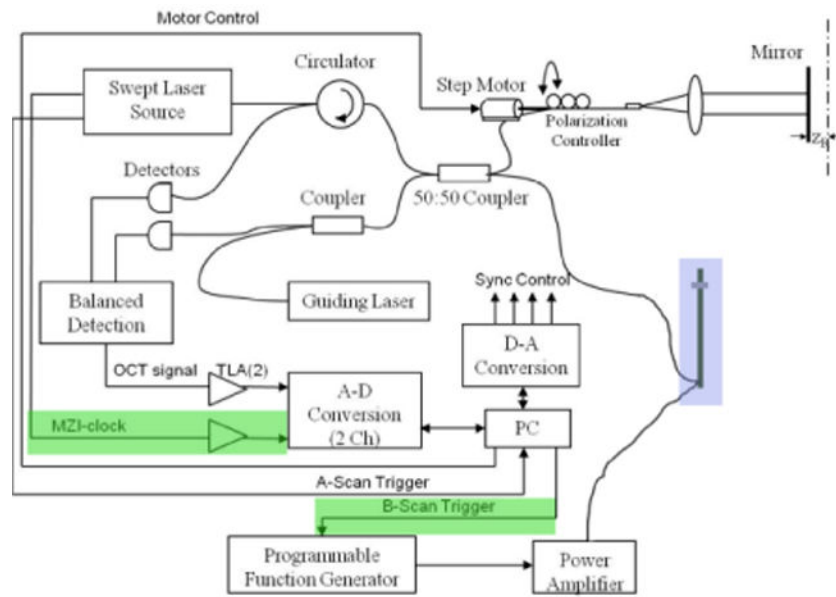 Motor Control
Circulator
Mirror
Swept Laser
Source
Step Motor
Polarization
Controller
Detectors
Coupler
50:50 Coupler
Sync Control
Balanced
Detection
Guiding Laser
D-A
Conversion
OCT signal
TLA(2)
A-D
Conversion
(2 Ch)
MZI-clock
PC
A-Scan Trigger
B-Scan Trigger
Programmable
Function Generator
Power
Amplifier